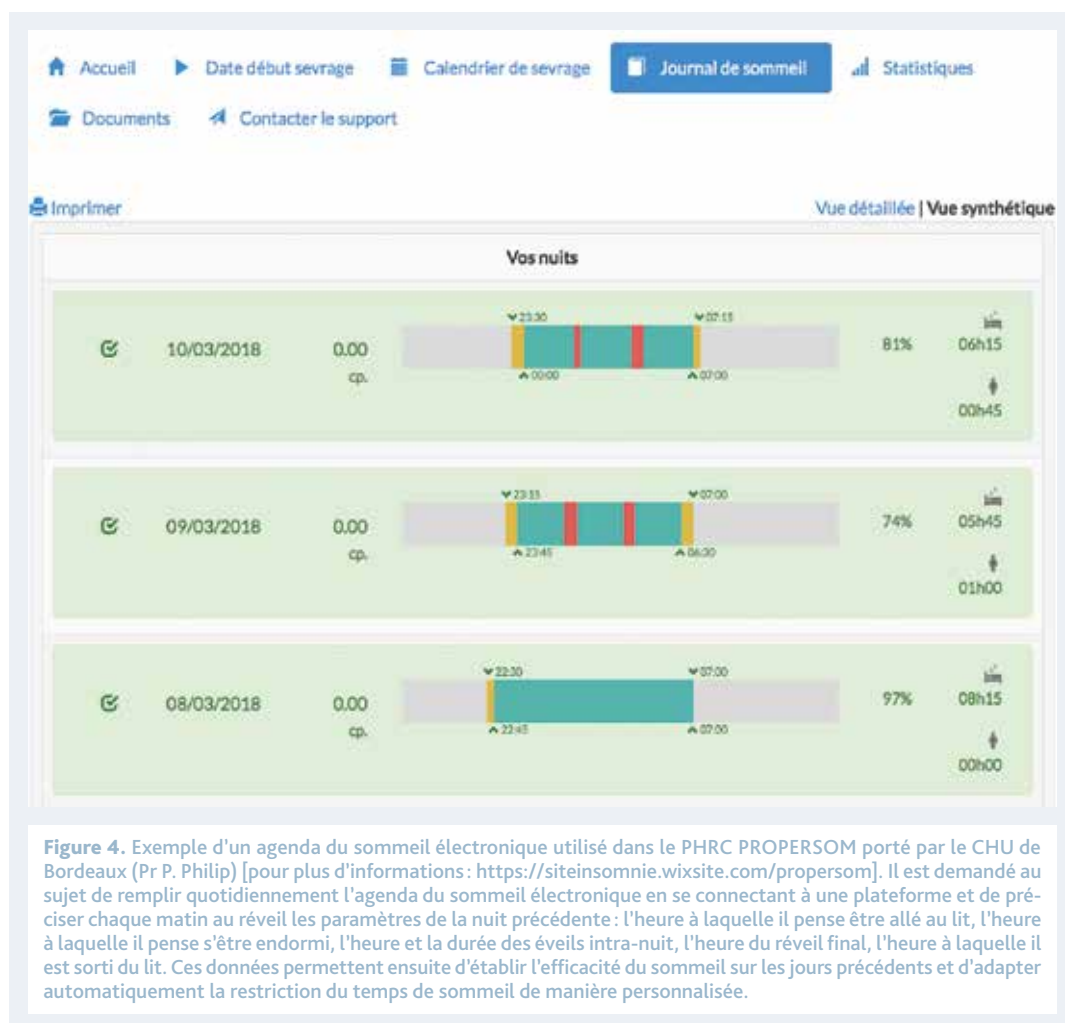 Accueil Date début sevrage Calendrier de sevrage Journal de sommeil Statistiques
Documents Contacter le support
Imprimer Vue détaillée | Vue synthétique
Vos nuits
23:30 07:15
10/03/2018 0.00 81% 06h15
cp. 00:00 07:00
00h45
23:15 07:00
09/03/2018 0.00 74% 05h45
cp. 23:45 06:30
01h00
22:30 07:00
08/03/2018 0.00 97% 08h15
cp. 22:45 07:00
00h00
Figure 4. Exemple d'un agenda du sommeil électronique utilisé dans le PHRC PROPERSOM porté par le CHU de
Bordeaux (Pr P. Philip) [pour plus d'informations : https://siteinsomnie.wixsite.com/propersom]. Il est demandé au
sujet de remplir quotidiennement l'agenda du sommeil électronique en se connectant à une plateforme et de pré-
ciser chaque matin au réveil les paramètres de la nuit précédente : l'heure à laquelle il pense être allé au lit, l'heure
à laquelle il pense s'être endormi, l'heure et la durée des éveils intra-nuit, l'heure du réveil final, l'heure à laquelle il
est sorti du lit. Ces données permettent ensuite d'établir l'efficacité du sommeil sur les jours précédents et d'adapter
automatiquement la restriction du temps de sommeil de manière personnalisée.